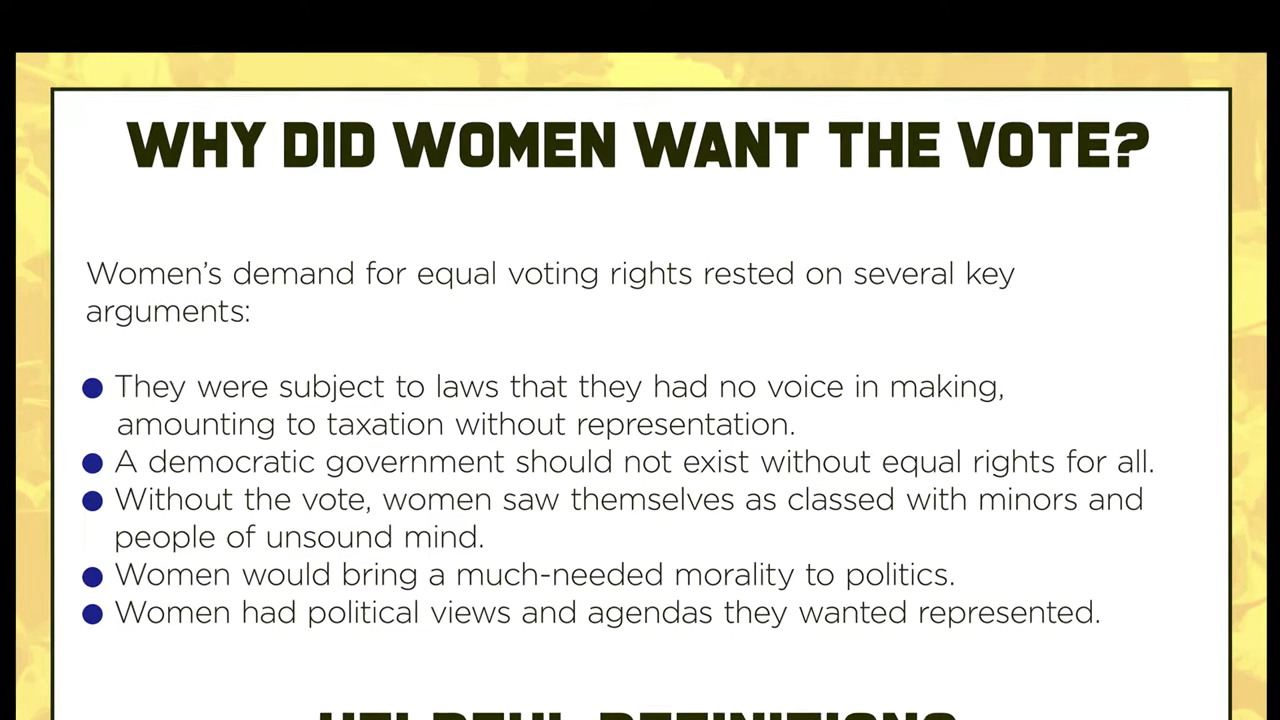 WHY DID WOMEN WANT THE VOTE?
Women's demand for equal voting rights rested on several key
arguments:
● They were subject to laws that they had no voice in making,
amounting to taxation without representation.
● A democratic government should not exist without equal rights for all.
● Without the vote, women saw themselves as classed with minors and
people of unsound mind.
● Women would bring a much-needed morality to politics.
● Women had political views and agendas they wanted represented.
HELPFUL DEFINITIONS